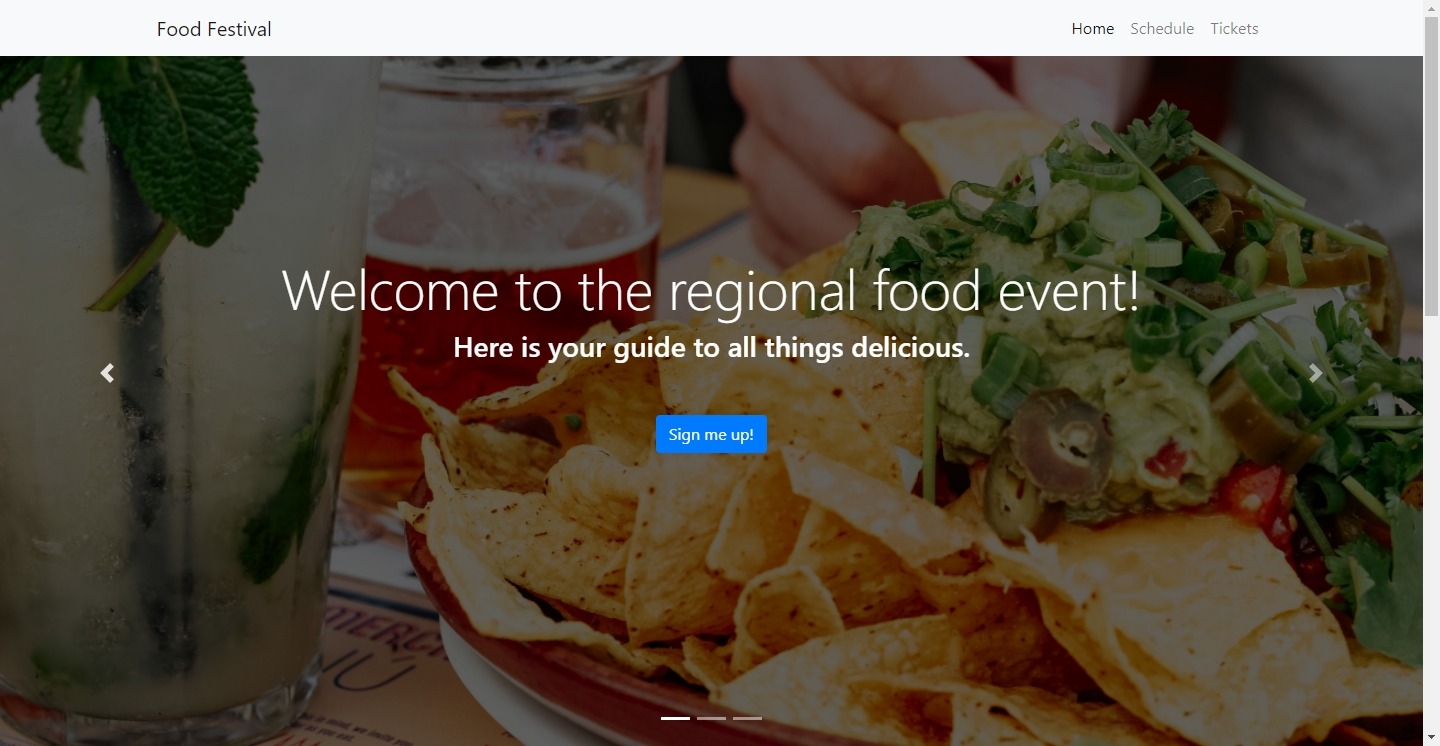 Food Festival
Home Schedule Tickets
Welcome to the regional food event!
Here is your guide to all things delicious.
Sign me up!